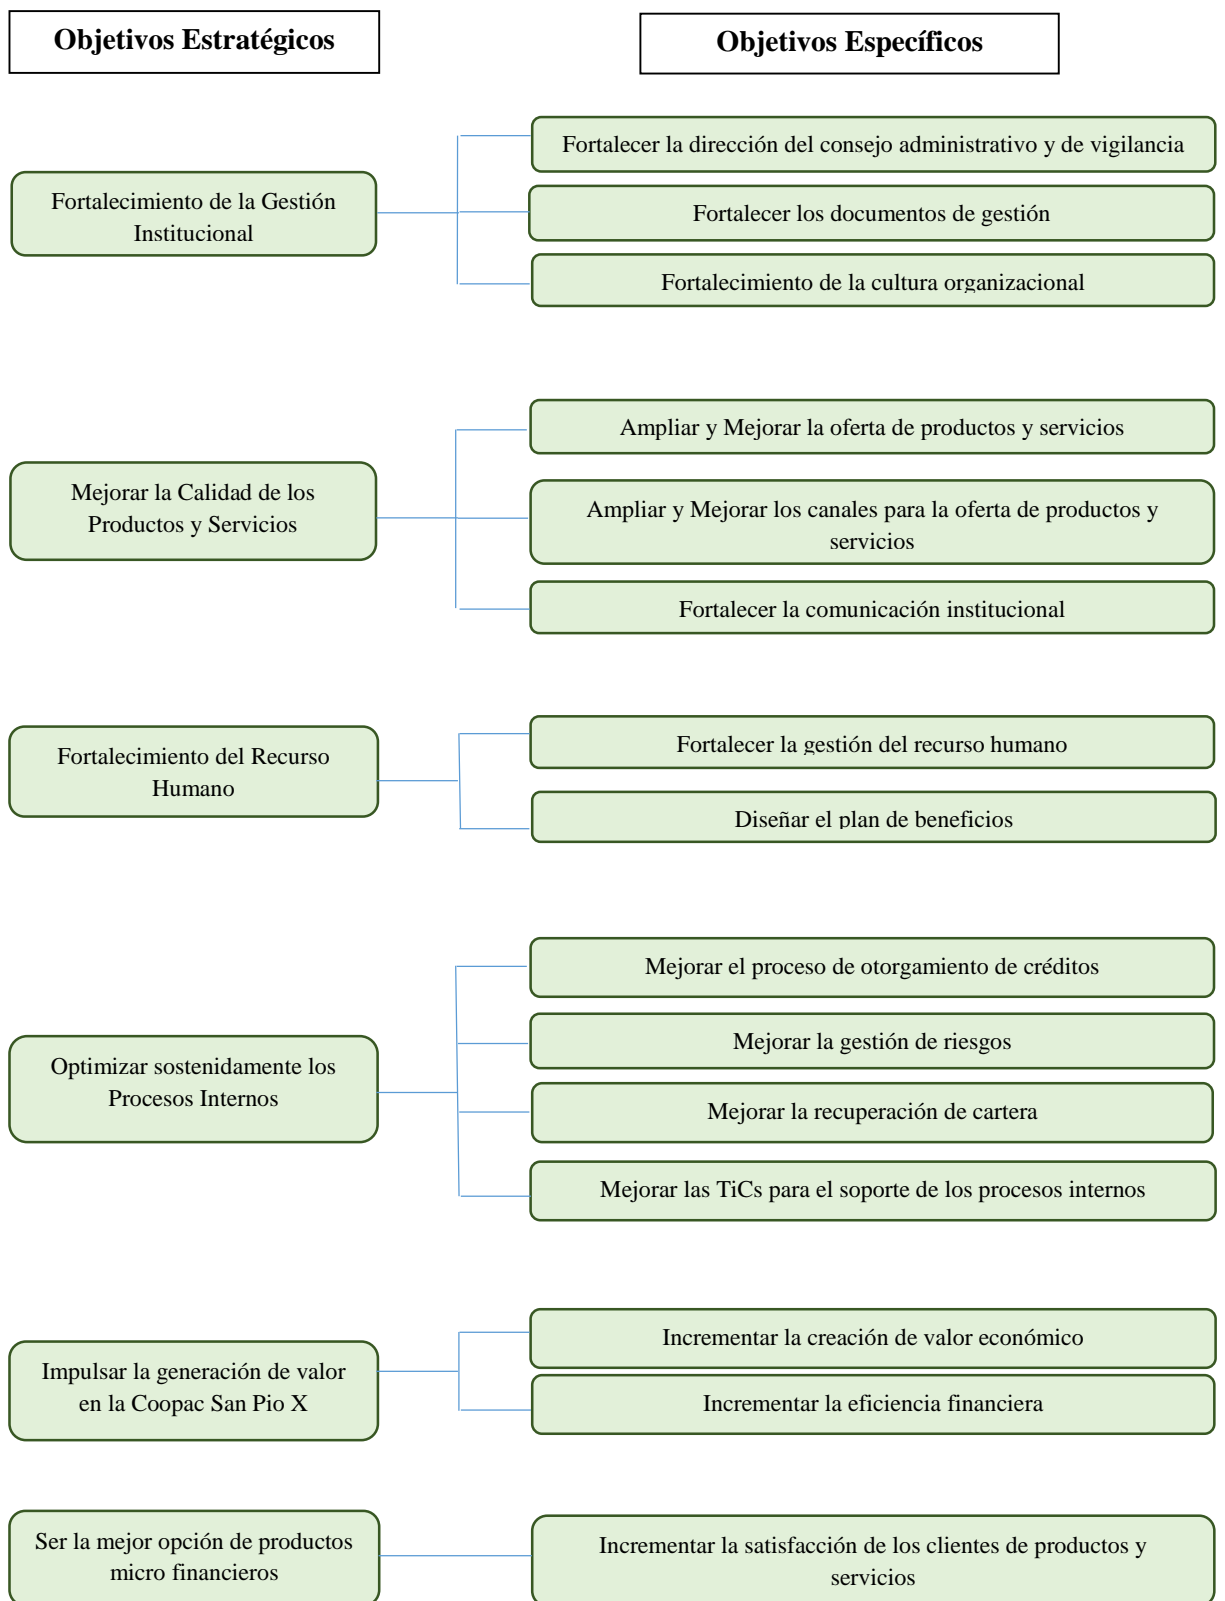 Objetivos Estratégicos
Objetivos Específicos
Fortalecimiento de la Gestión
Institucional
Fortalecer la dirección del consejo administrativo y de vigilancia
Fortalecer los documentos de gestión
Fortalecimiento de la cultura organizacional
Mejorar la Calidad de los
Productos y Servicios
Ampliar y Mejorar la oferta de productos y servicios
Ampliar y Mejorar los canales para la oferta de productos y
servicios
Fortalecer la comunicación institucional
Fortalecimiento del Recurso
Humano
Fortalecer la gestión del recurso humano
Diseñar el plan de beneficios
Optimizar sostenidamente los
Procesos Internos
Mejorar el proceso de otorgamiento de créditos
Mejorar la gestión de riesgos
Mejorar la recuperación de cartera
Mejorar las TiCs para el soporte de los procesos internos
Impulsar la generación de valor
en la Coopac San Pio X
Incrementar la creación de valor económico
Incrementar la eficiencia financiera
Ser la mejor opción de productos
micro financieros
Incrementar la satisfacción de los clientes de productos y
servicios